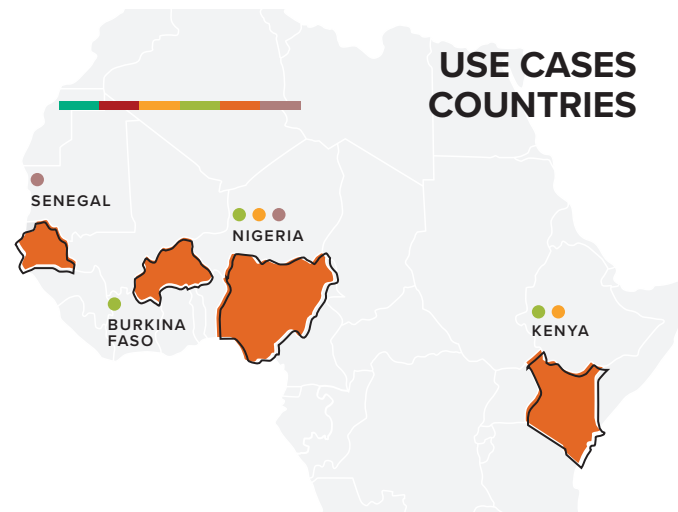 USE CASES
COUNTRIES
SENEGAL
NIGERIA
BURKINA
FASO
KENYA